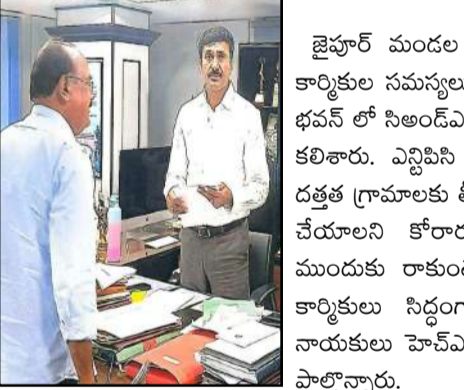 జైపూర్ మండల
కార్మికుల సమస్యలు
భవన్ లో సిఅండ్ఎ
కలిశారు. ఎన్టిపిసి
దత్తత గ్రామాలకు
చేయాలని కోరారు
ముందుకు
కార్మికులు సిద్ధంగ
నాయకులు హెచ్ఎ
పాల్గొన్నారు.